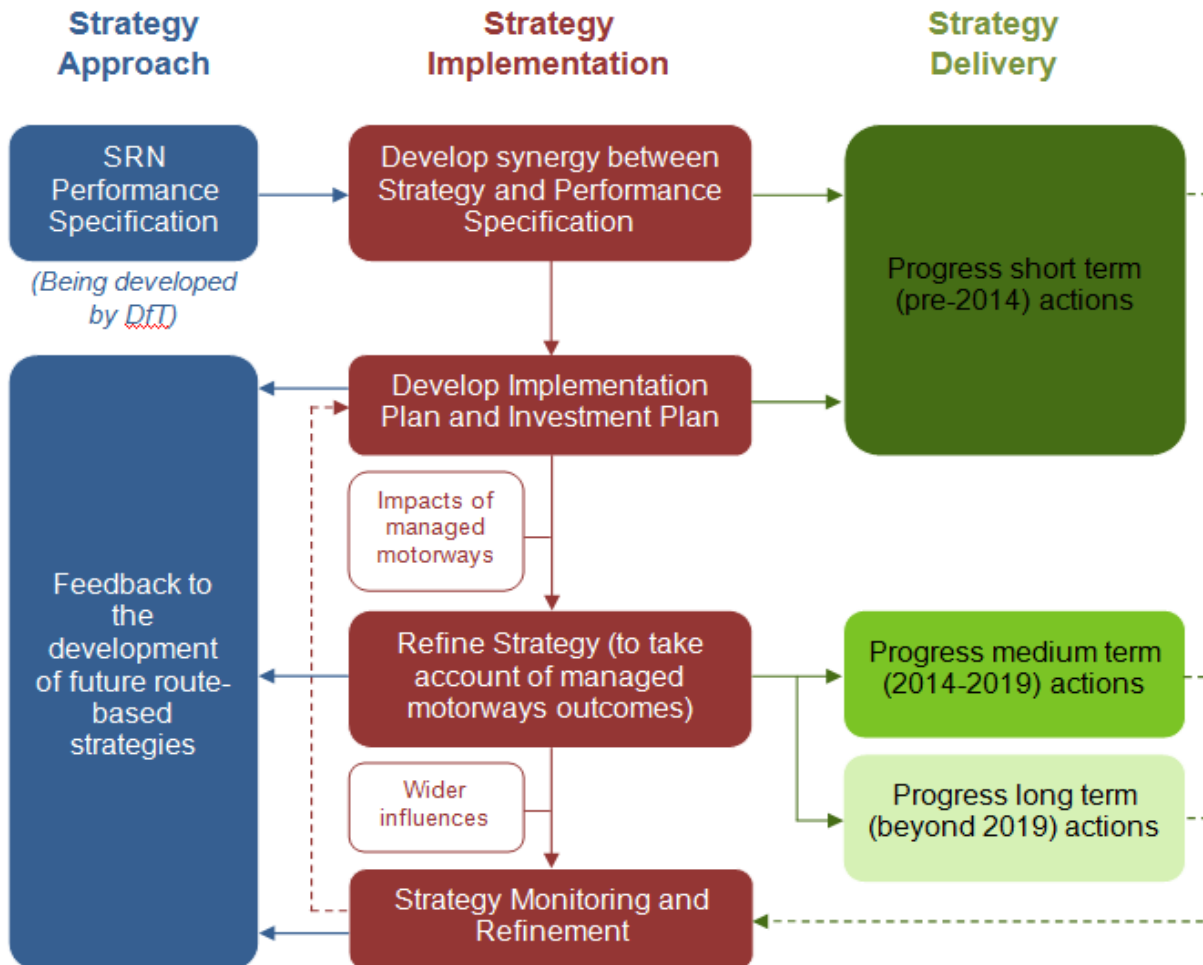 Strategy
Approach
Strategy
Implementation
Strategy
Delivery
SRN
Performance
Specification
(Being developed
by DfT)
Develop synergy between
Strategy and Performance
Specification
Progress short term
(pre-2014) actions
Develop Implementation
Plan and Investment Plan
Impacts of
managed
motorways
Feedback to
the
development
of future route-
based
strategies
Refine Strategy (to take
account of managed
motorways outcomes)
Progress medium term
(2014-2019) actions
Wider
influences
Progress long term
(beyond 2019) actions
Strategy Monitoring and
Refinement